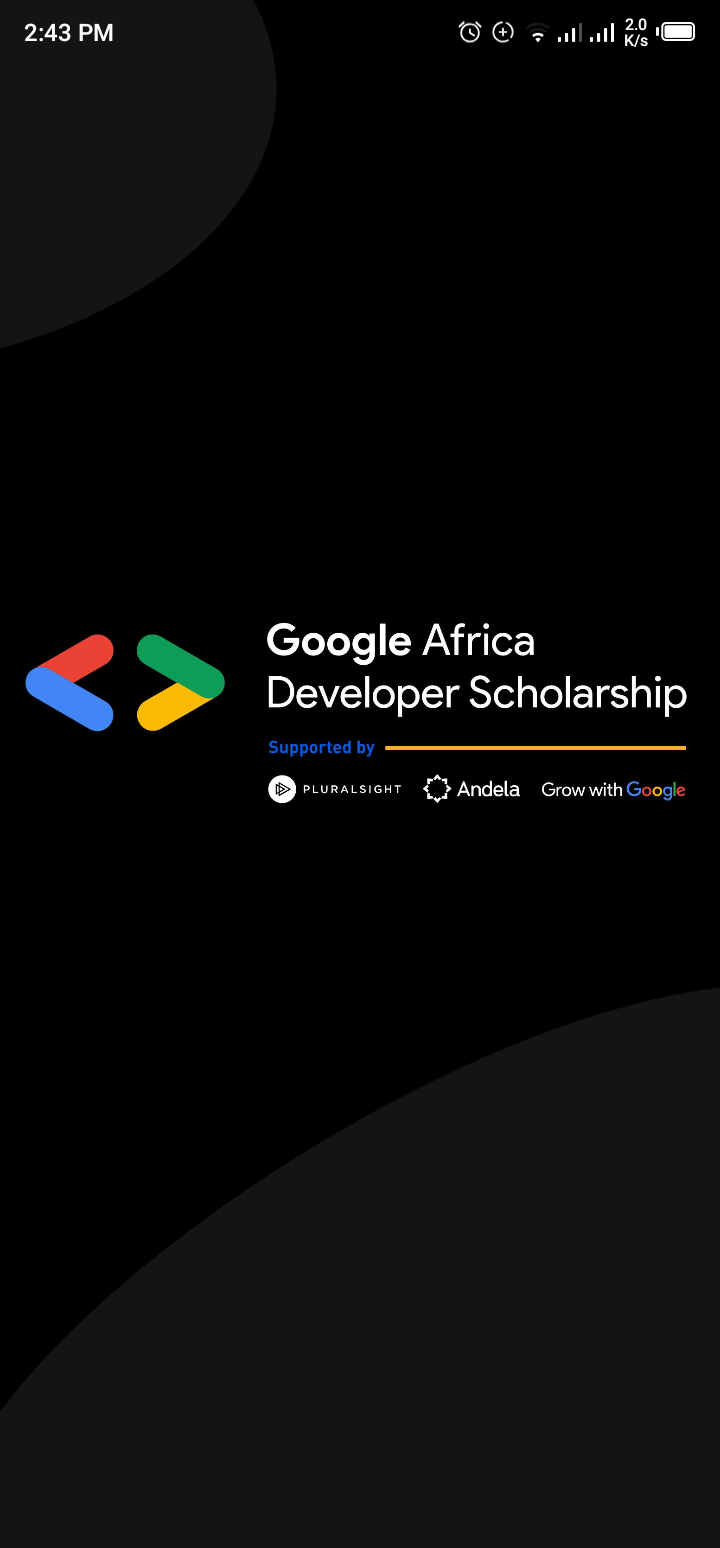 2:43 PM
2.0
K/s
Google Africa
Developer Scholarship
Supported by
PLURALSIGHT Andela Grow with Google